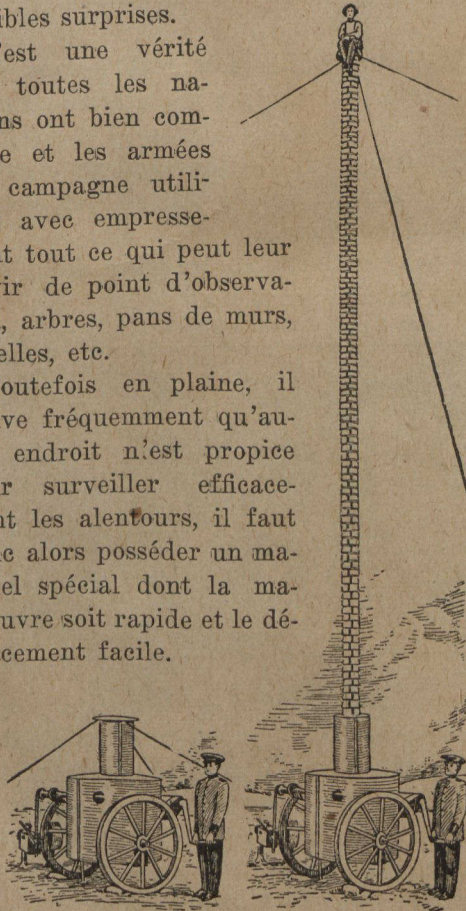 ibles surprises.
'est une vérité
toutes les na-
ns ont bien com-
e et les armées
campagne utili-
avec empresse-
t tout ce qui peut leur
ir de point d'observa-
, arbres, pans de murs,
elles, etc.
outefois en plaine, il
ve fréquemment qu'au-
endroit n'est propice
r surveiller efficace-
nt les alentours, il faut
c alors posséder un ma-
el spécial dont la ma-
uvre soit rapide et le dé-
cement facile.